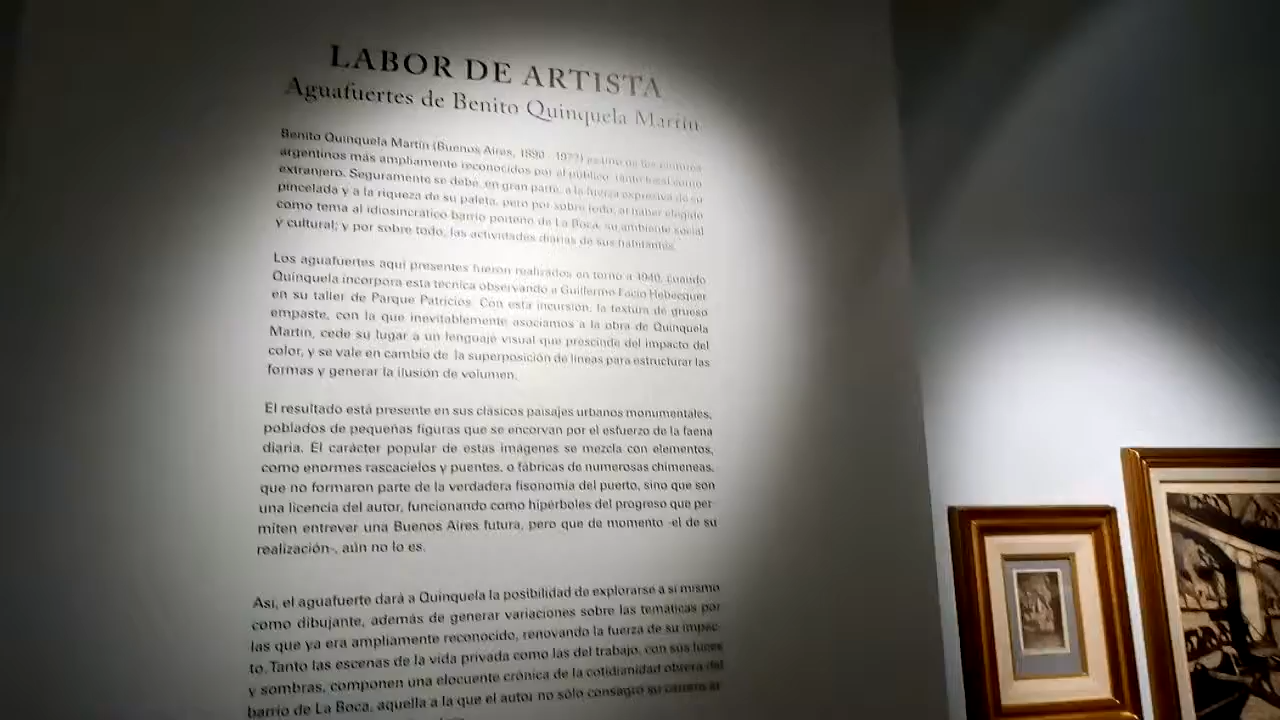 LABOR DE ARTISTA
Aguafuertes de Benito Quinquela Martín
Benito Quinquela Martín (Buenos Aires, 1890 - 1977) es uno de los pintores
argentinos más ampliamente reconocidos por el público, tanto local como
extranjero. Seguramente se debe, en gran parte, a la fuerza expresiva de su
pincelada y a la riqueza de su paleta, pero por sobre todo, al haber elegido
como tema al idiosincrático barrio porteño de La Boca, su ambiente social
y cultural; y por sobre todo, las actividades diarias de sus habitantes.
Los aguafuertes aquí presentes fueron realizados en torno a 1940, cuando
Quinquela incorpora esta técnica observando a Guillermo Facio Hebecquer
en su taller de Parque Patricios. Con esta incursión, la textura de grueso
empaste, con la que inevitablemente asociamos a la obra de Quinquela
Martín, cede su lugar a un lenguaje visual que prescinde del impacto del
color, y se vale en cambio de la superposición de líneas para estructurar las
formas y generar la ilusión de volumen.
El resultado está presente en sus clásicos paisajes urbanos monumentales,
poblados de pequeñas figuras que se encorvan por el esfuerzo de la faena
diaria. El carácter popular de estas imágenes se mezcla con elementos,
como enormes rascacielos y puentes, o fábricas de numerosas chimeneas,
que no formaron parte de la verdadera fisonomía del puerto, sino que son
una licencia del autor, funcionando como hipérboles del progreso que per-
miten entrever una Buenos Aires futura, pero que de momento -el de su
realización-, aún no lo es.
Así, el aguafuerte dará a Quinquela la posibilidad de explorarse a sí mismo
como dibujante, además de generar variaciones sobre las temáticas por
las que ya era ampliamente reconocido, renovando la fuerza de su impac-
to. Tanto las escenas de la vida privada como las del trabajo, con sus luces
y sombras, componen una elocuente crónica de la cotidianidad obrera del
barrio de La Boca, aquella a la que el autor no sólo consagró su carrera ar-